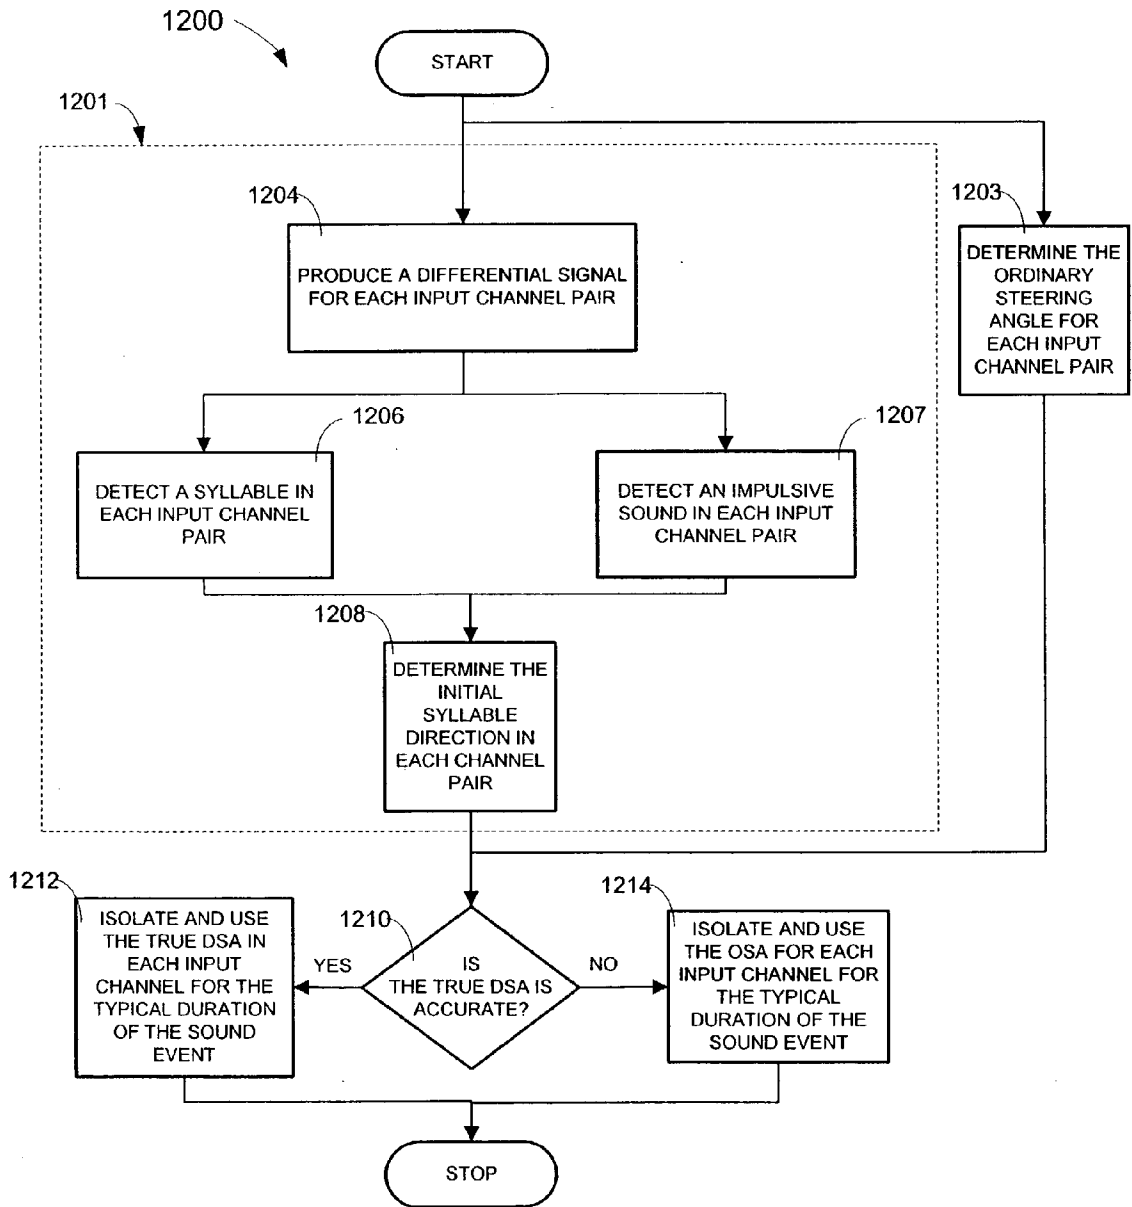 1200
START
1201
1204
1203
PRODUCE A DIFFERENTIAL SIGNAL
FOR EACH INPUT CHANNEL PAIR
DETERMINE THE
ORDINARY
STEERING
ANGLE FOR
EACH INPUT
CHANNEL PAIR
1206
1207
DETECT A SYLLABLE IN
EACH INPUT CHANNEL
PAIR
DETECT AN IMPULSIVE
SOUND IN EACH INPUT
CHANNEL PAIR
1208
DETERMINE THE
INITIAL
SYLLABLE
DIRECTION IN
EACH CHANNEL
PAIR
1212
1210
1214
ISOLATE AND USE
THE TRUE DSA IN
EACH INPUT
CHANNEL FOR THE
TYPICAL DURATION
OF THE SOUND
EVENT
YES
IS
THE TRUE DSA IS
ACCURATE?
NO
ISOLATE AND USE
THE OSA FOR EACH
INPUT CHANNEL FOR
THE TYPICAL
DURATION OF THE
SOUND EVENT
STOP